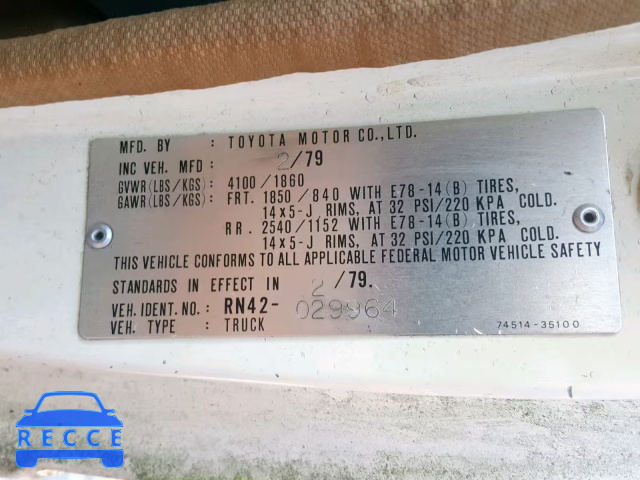 MFD. BY : TOYOTA MOTOR CO.,LTD.
INC VEH. MFD : 2/79
GVWR(LBS/KGS): 4100/1860
GAWR(LBS/KGS): FRT. 1850/840 WITH E78-14(B) TIRES,
14x5-J RIMS, AT 32 PSI/220 KPA COLD.
RR. 2540/1152 WITH E78-14(B) TIRES,
14x5-J RIMS, AT 32 PSI/220 KPA COLD.
THIS VEHICLE CONFORMS TO ALL APPLICABLE FEDERAL MOTOR VEHICLE SAFETY
STANDARDS IN EFFECT IN 2/79.
VEH. IDENT. NO. : RN42-029964
VEH. TYPE : TRUCK
74514-35100
RECCE